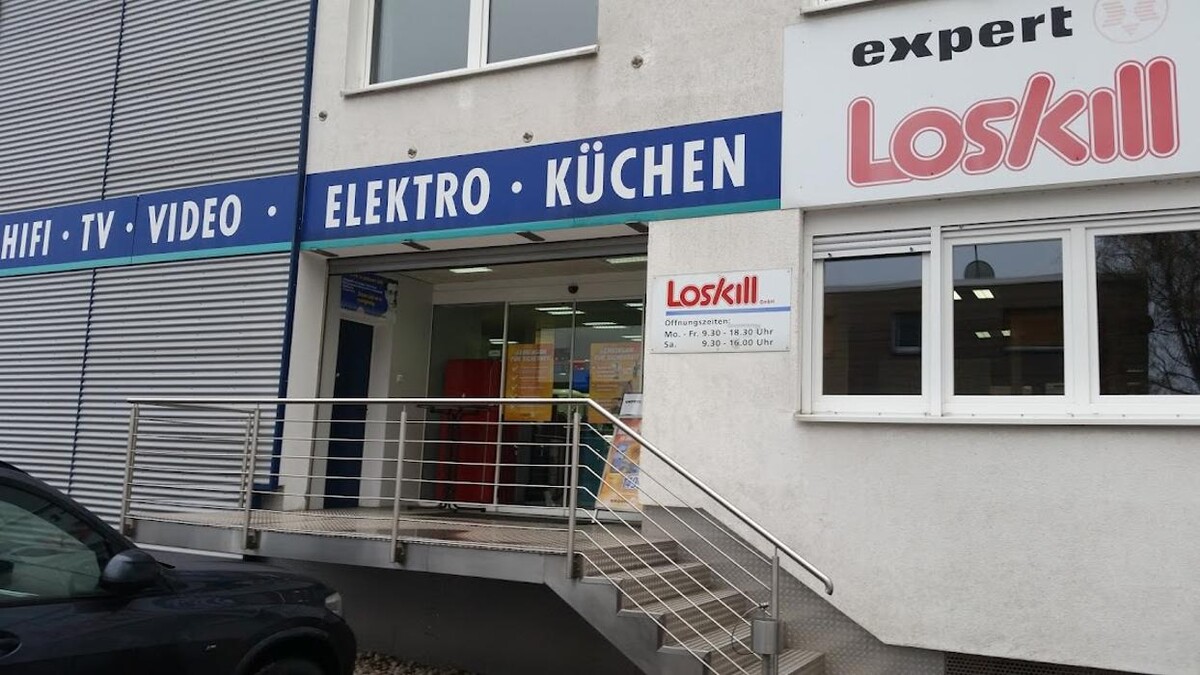 expert
Loskill
HIFI · TV · VIDEO · ELEKTRO · KÜCHEN
Loskill GmbH
Öffnungszeiten:
Mo. - Fr. 9.30 - 18.30 Uhr
Sa. 9.30 - 16.00 Uhr